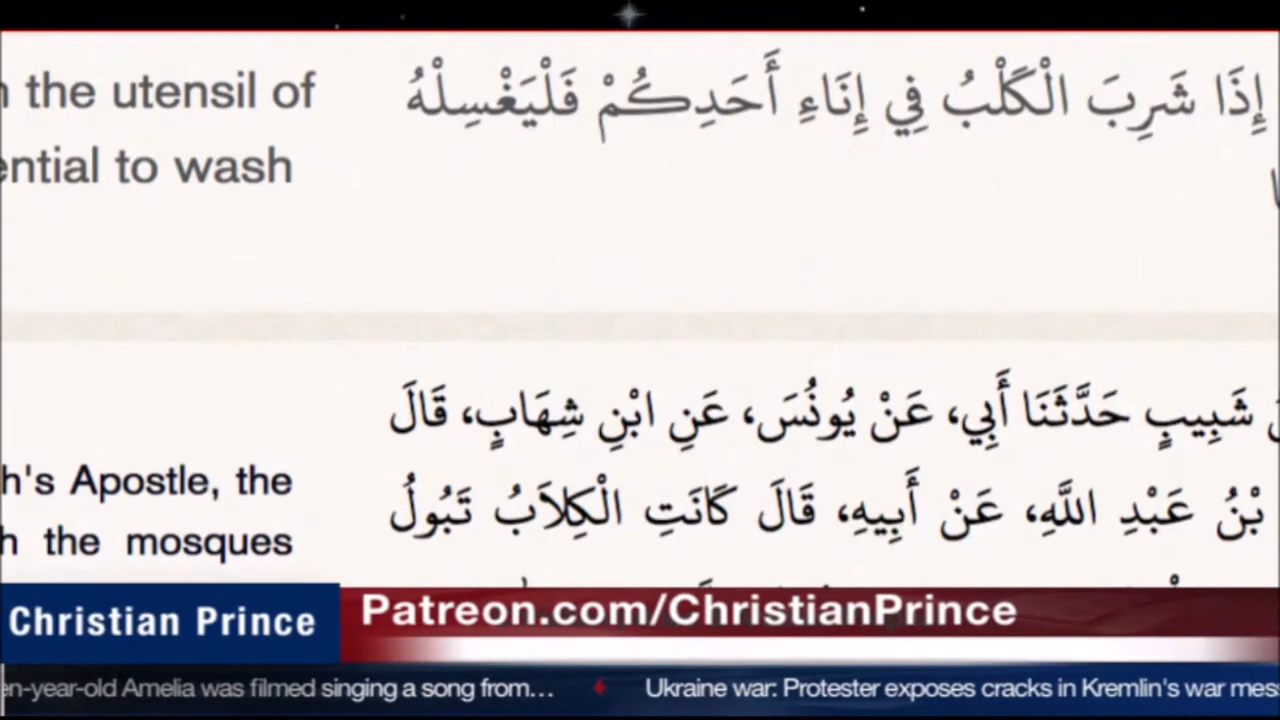 the utensil of
إِذَا شَرِبَ الْكَلْبُ فِي إِنَاءِ أَحَدِكُمْ فَلْيَغْسِلْهُ
ential to wash
شَبِيبٍ حَدَّثَنَا أَبِي، عَنْ يُونُسَ، عَنِ ابْنِ شِهَابٍ، قَالَ
h's Apostle, the
بْنُ عَبْدِ اللَّهِ، عَنْ أَبِيهِ، قَالَ كَانَتِ الْكِلاَبُ تَبُولُ
h the mosques
Christian Prince
Patreon.com/ChristianPrince
en-year-old Amelia was filmed singing a song from... ♦ Ukraine war: Protester exposes cracks in Kremlin's war mes